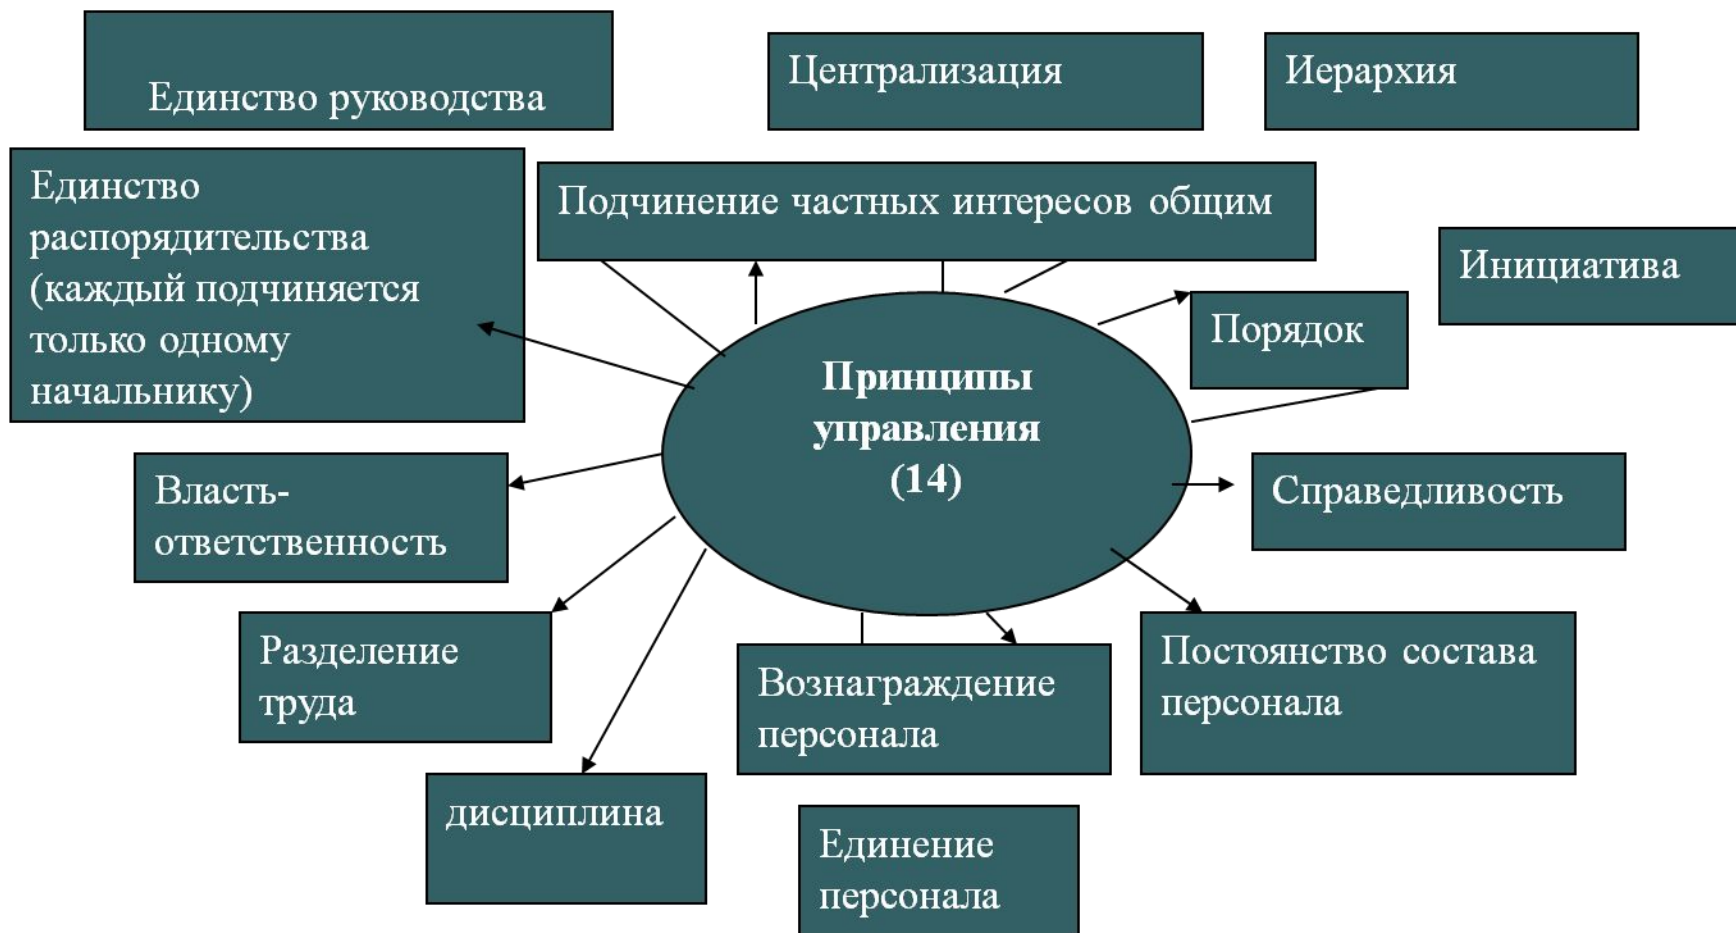 Единство руководства
Централизация
Иерархия
Единство
распорядительства
(каждый подчиняется
только одному
начальнику)
Подчинение частных интересов общим
Инициатива
Порядок
Принципы
управления
(14)
Власть-
ответственность
Справедливость
Разделение
труда
Вознаграждение
персонала
Постоянство состава
персонала
дисциплина
Единение
персонала